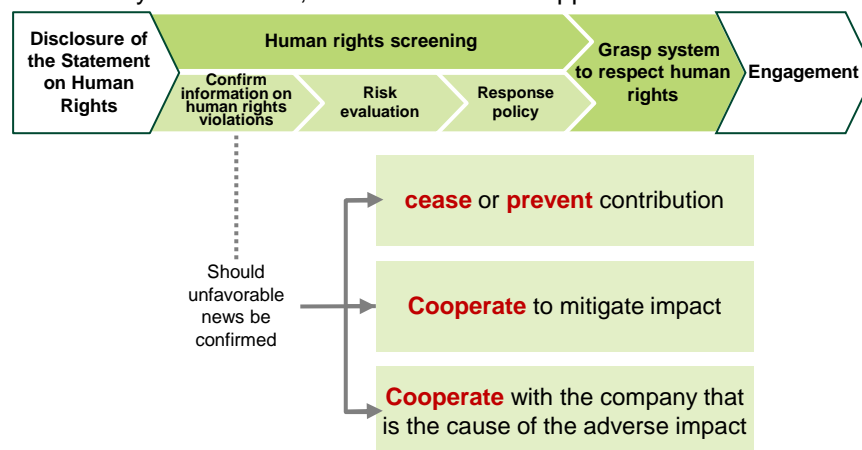 Disclosure of
the Statement
on Human
Rights
Human rights screening
Confirm
information on
human rights
violations
Risk
evaluation
Response
policy
Grasp system
to respect human
rights
Engagement
Should
unfavorable
news be
confirmed
cease or prevent contribution
Cooperate to mitigate impact
Cooperate with the company that
is the cause of the adverse impact